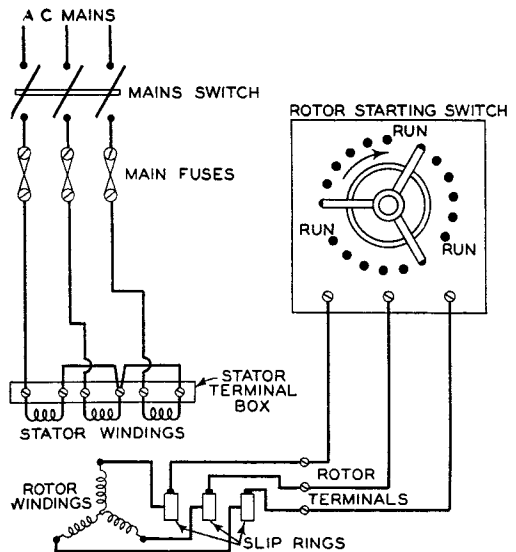 A C MAINS
MAINS SWITCH
MAIN FUSES
ROTOR STARTING SWITCH
RUN
RUN
RUN
STATOR
TERMINAL
BOX
STATOR WINDINGS
ROTOR
WINDINGS
ROTOR
TERMINALS
SLIP RINGS